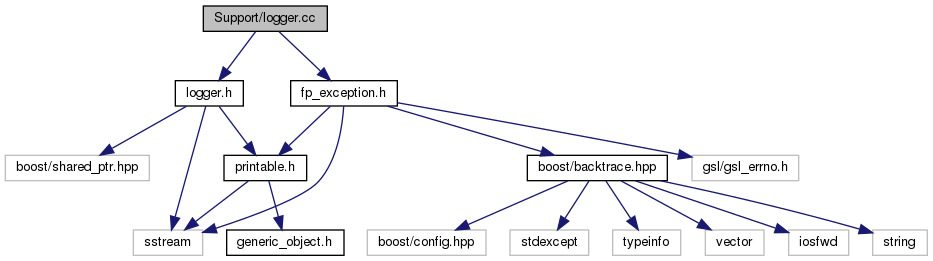 Support/logger.cc
logger.h
fp_exception.h
boost/shared_ptr.hpp
printable.h
boost/backtrace.hpp
gsl/gsl_errno.h
sstream
generic_object.h
boost/config.hpp
stdexcept
typeinfo
vector
iosfwd
string